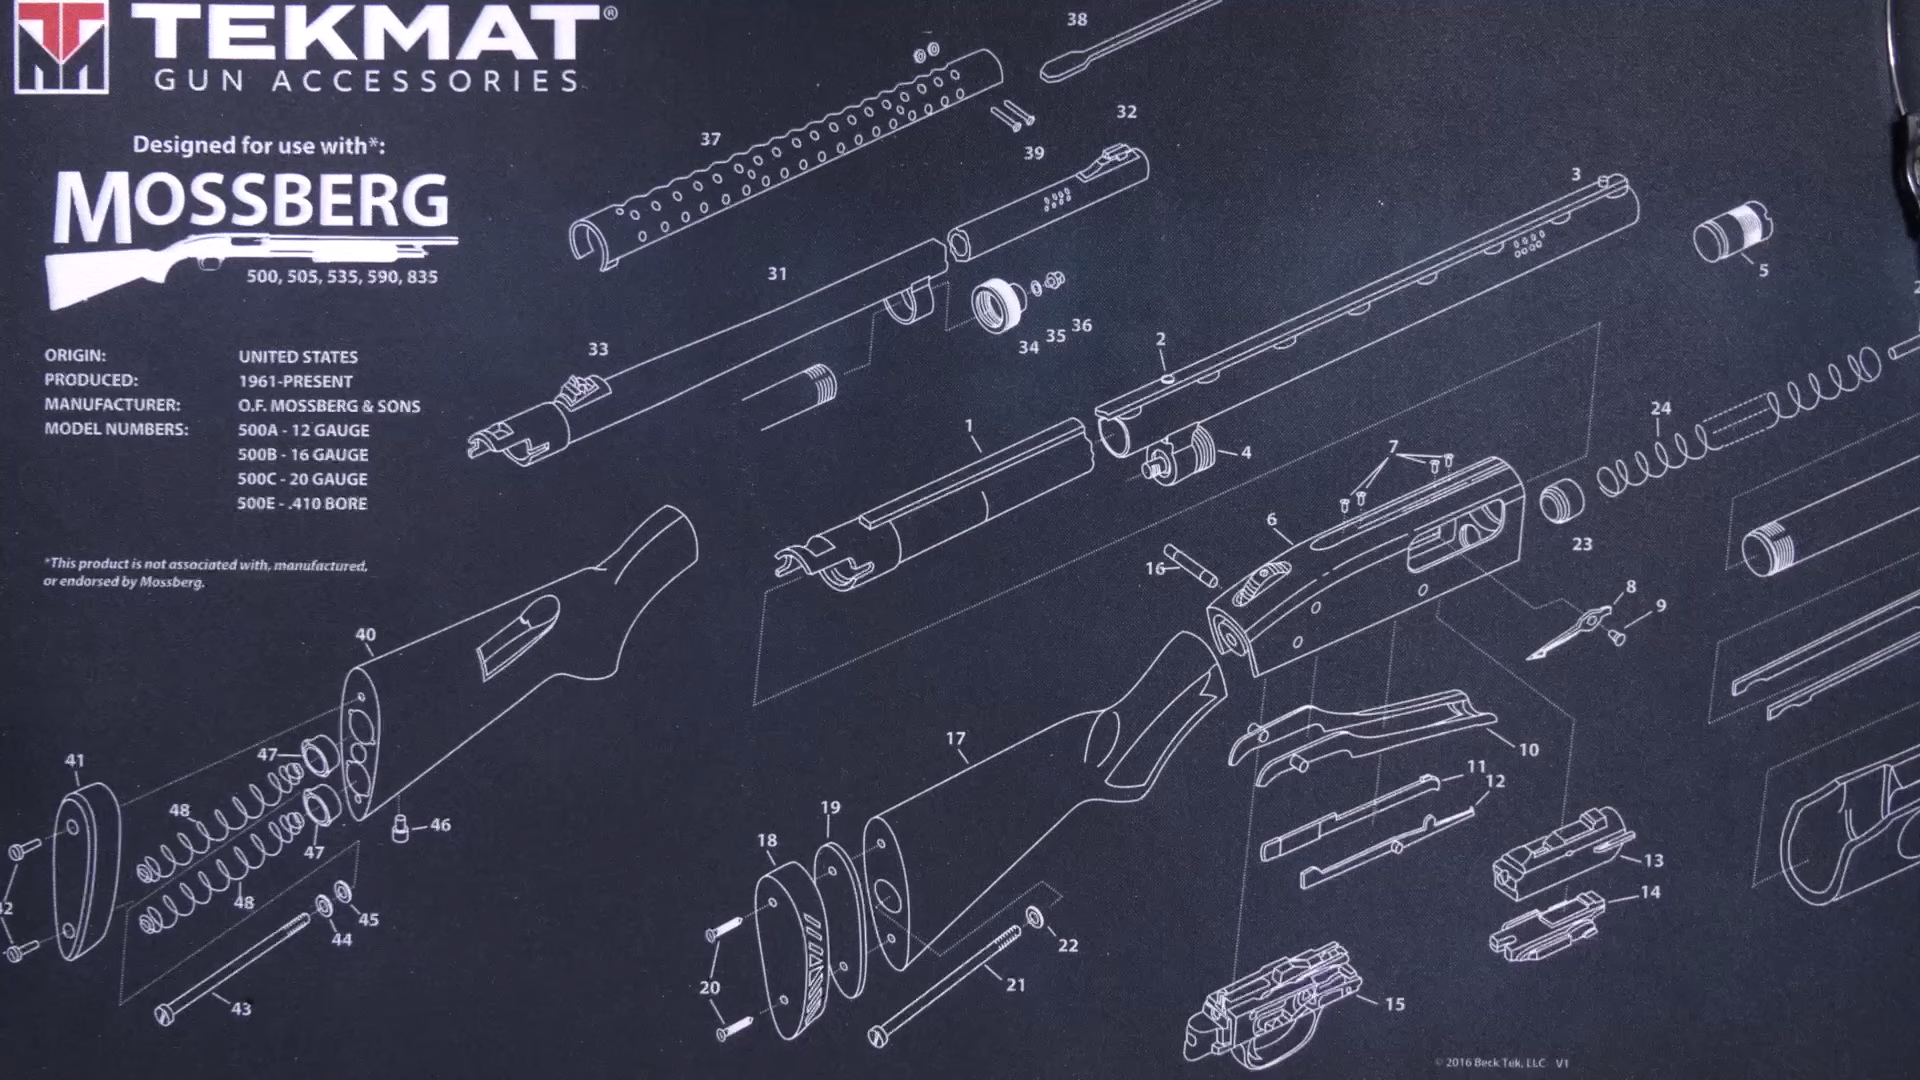 TEKMAT®
GUN ACCESSORIES
Designed for use with*:
MOSSBERG
500, 505, 535, 590, 835
ORIGIN: UNITED STATES
PRODUCED: 1961-PRESENT
MANUFACTURER: O.F. MOSSBERG & SONS
MODEL NUMBERS: 500A - 12 GAUGE
500B - 16 GAUGE
500C - 20 GAUGE
500E - .410 BORE
*This product is not associated with, manufactured,
or endorsed by Mossberg.
38
37
32
39
3
31
5
33
34
35
36
2
1
4
7
24
6
23
16
8
9
40
47
41
17
10
11
12
48
46
47
19
18
13
14
48
45
44
43
20
22
21
15
© 2016 Beck Tek, LLC V1